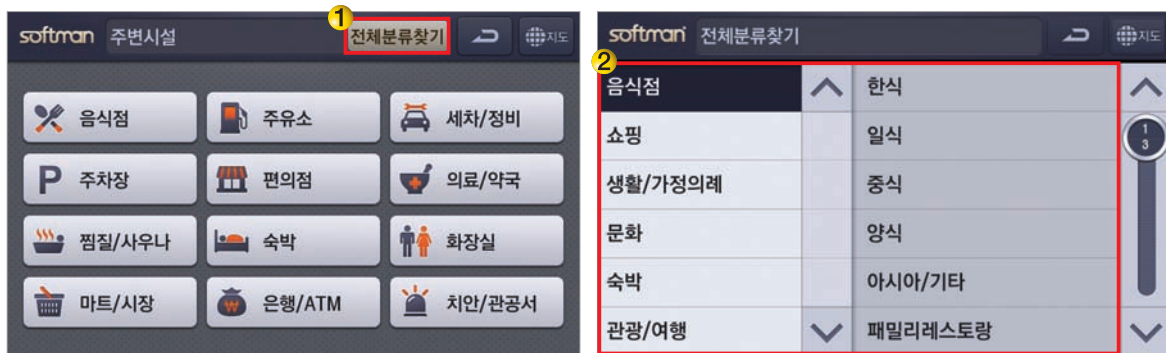 softman 주변시설 1 전체분류찾기 지도
음식점 주유소 세차/정비
P 주차장 편의점 의료/약국
찜질/사우나 숙박 화장실
마트/시장 ₩ 은행/ATM 치안/관공서
softman 전체분류찾기 지도
2
음식점 한식
쇼핑 일식 1
3
생활/가정의례 중식
문화 양식
숙박 아시아/기타
관광/여행 패밀리레스토랑